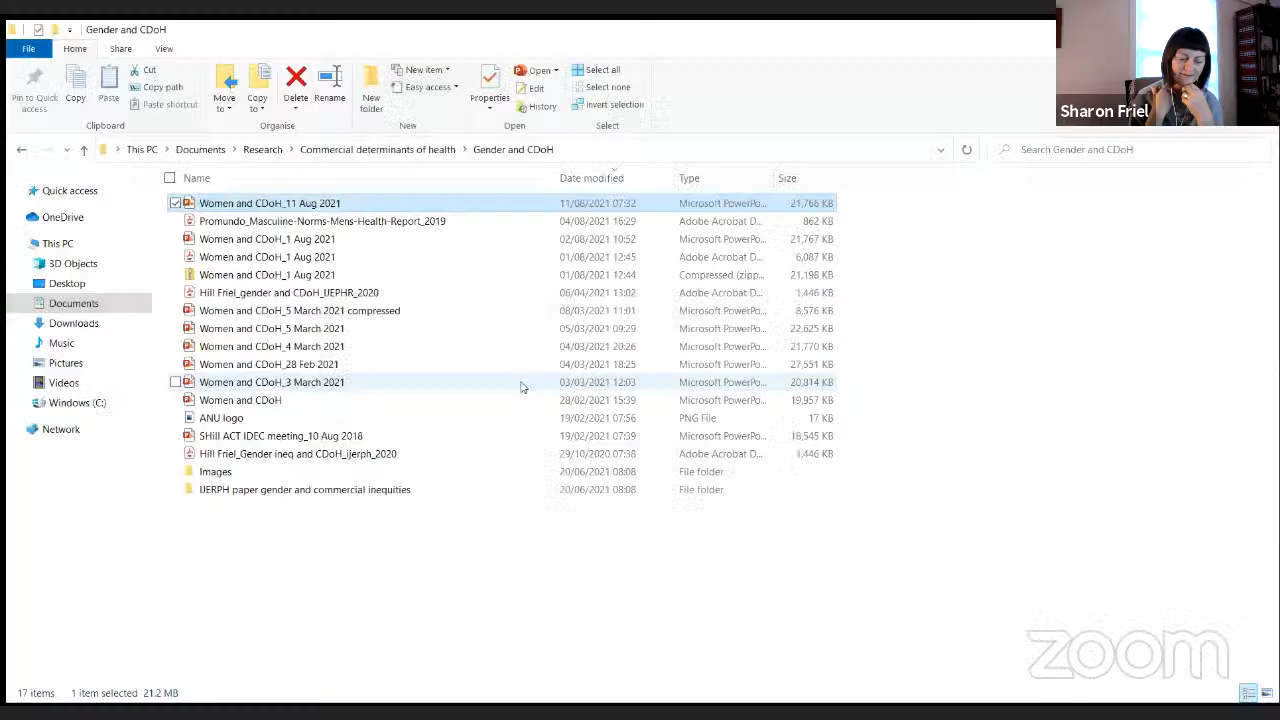 Gender and CDoH
File Home Share View
Pin to Quick access
Copy
Paste
Cut
Copy path
Paste shortcut
Clipboard
Move to
Copy to
Delete
Rename
Organise
New folder
New item
Easy access
New
Properties
Open
Edit
History
Open
Select all
Select none
Invert selection
Select
Sharon Friel
This PC > Documents > Research > Commercial determinants of health > Gender and CDoH
Search Gender and CDoH
Quick access
OneDrive
This PC
3D Objects
Desktop
Documents
Downloads
Music
Pictures
Videos
Windows (C:)
Network
Name Date modified Type Size
Women and CDoH_11 Aug 2021 11/08/2021 07:32 Microsoft PowerPo... 21,766 KB
Promundo_Masculine-Norms-Mens-Health-Report_2019 04/08/2021 16:29 Adobe Acrobat D... 862 KB
Women and CDoH_1 Aug 2021 02/08/2021 10:52 Microsoft PowerPo... 21,767 KB
Women and CDoH_1 Aug 2021 01/08/2021 12:45 Adobe Acrobat D... 6,087 KB
Women and CDoH_1 Aug 2021 01/08/2021 12:44 Compressed (zipp... 21,198 KB
Hill Friel_gender and CDoH_IJEPHR_2020 06/04/2021 13:02 Adobe Acrobat D... 1,446 KB
Women and CDoH_5 March 2021 compressed 08/03/2021 11:01 Microsoft PowerPo... 8,576 KB
Women and CDoH_5 March 2021 05/03/2021 09:29 Microsoft PowerPo... 22,625 KB
Women and CDoH_4 March 2021 04/03/2021 20:26 Microsoft PowerPo... 21,770 KB
Women and CDoH_28 Feb 2021 04/03/2021 18:25 Microsoft PowerPo... 27,551 KB
Women and CDoH_3 March 2021 03/03/2021 12:03 Microsoft PowerPo... 20,814 KB
Women and CDoH 28/02/2021 15:39 Microsoft PowerPo... 19,957 KB
ANU logo 19/02/2021 07:56 PNG File 17 KB
SHill ACT IDEC meeting_10 Aug 2018 19/02/2021 07:39 Microsoft PowerPo... 18,545 KB
Hill Friel_Gender ineq and CDoH_ijerph_2020 29/10/2020 07:38 Adobe Acrobat D... 1,446 KB
Images 20/06/2021 08:08 File folder
IJERPH paper gender and commercial inequities 20/06/2021 08:08 File folder
zoom
17 items 1 item selected 21.2 MB